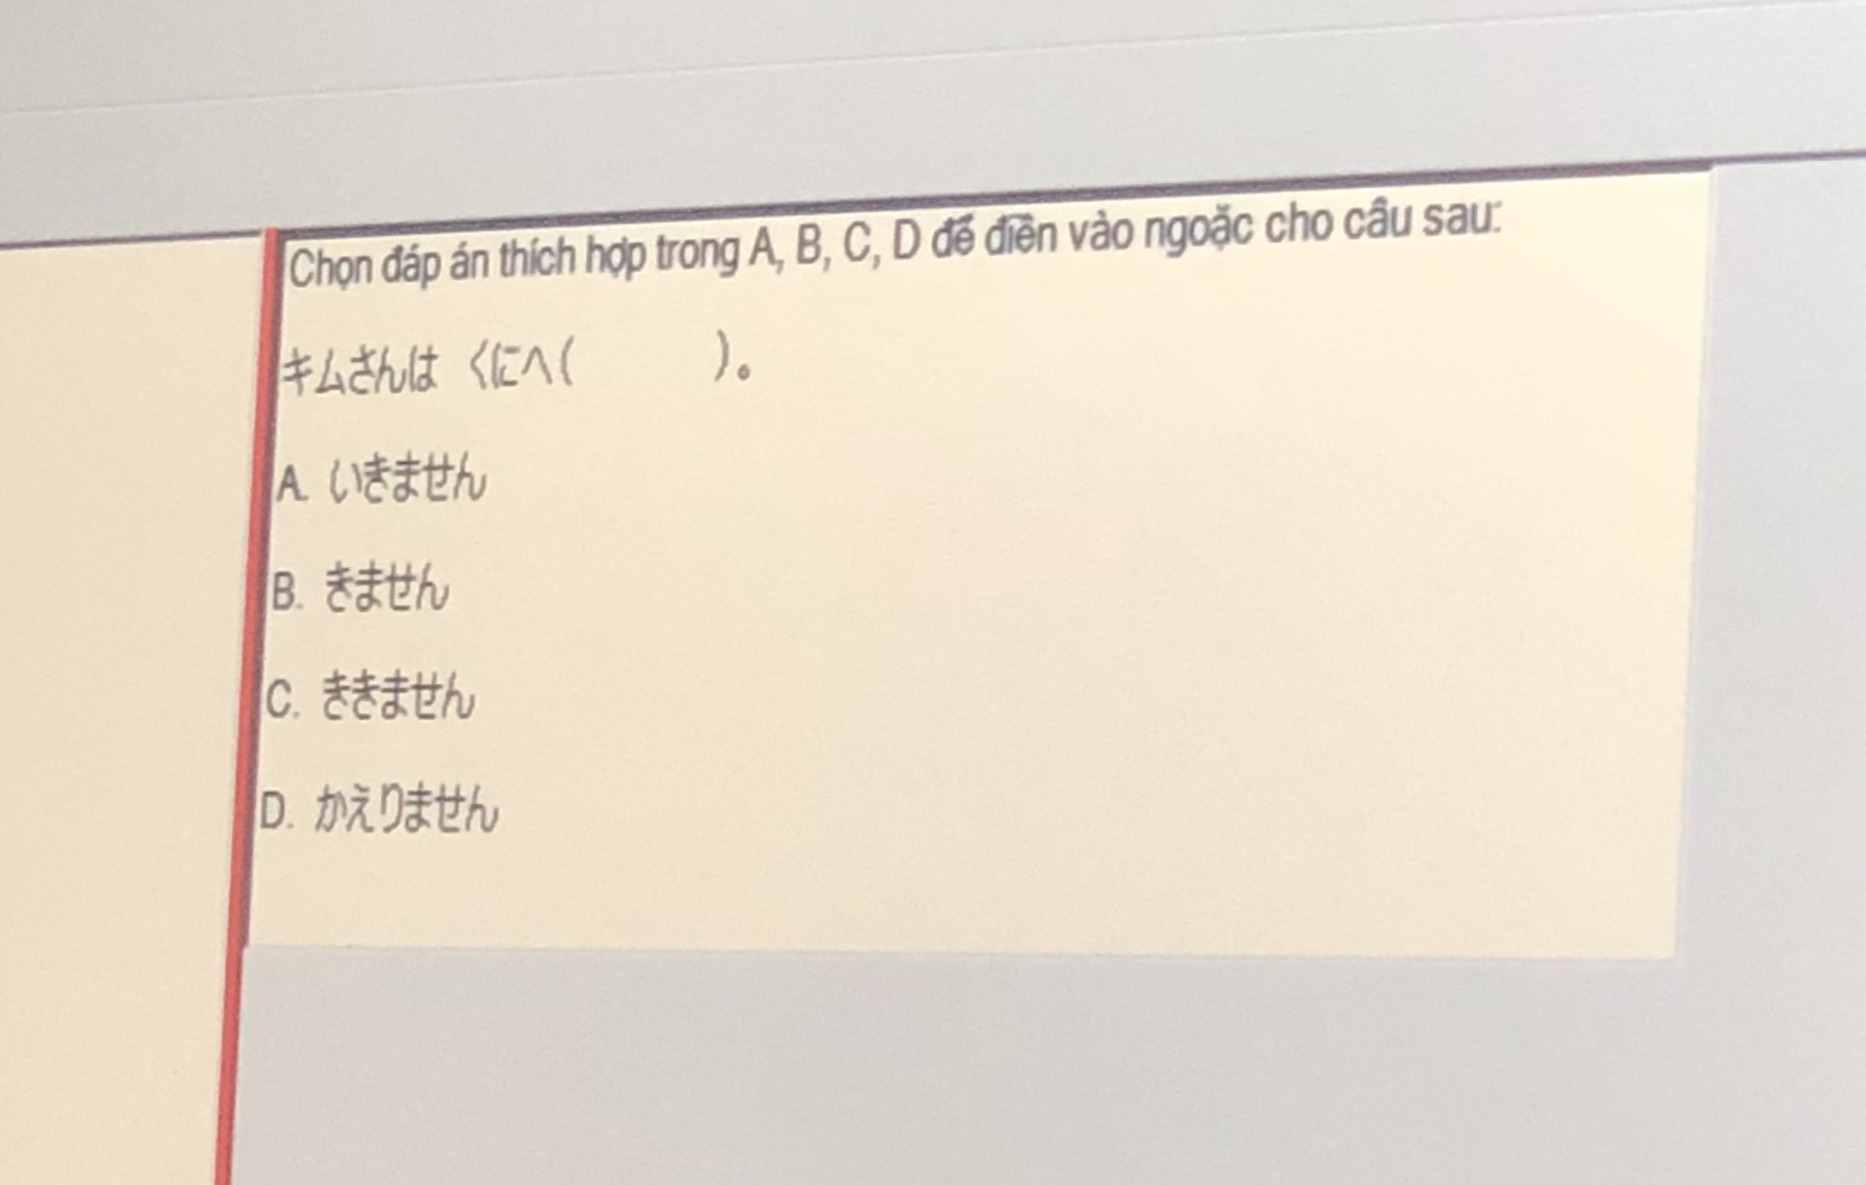 Chọn đáp án thích hợp trong A, B, C, D để điền vào ngoặc cho câu sau:
キムさんは くにへ( )。
A. いきません
B. きません
C. ききません
D. かえりません